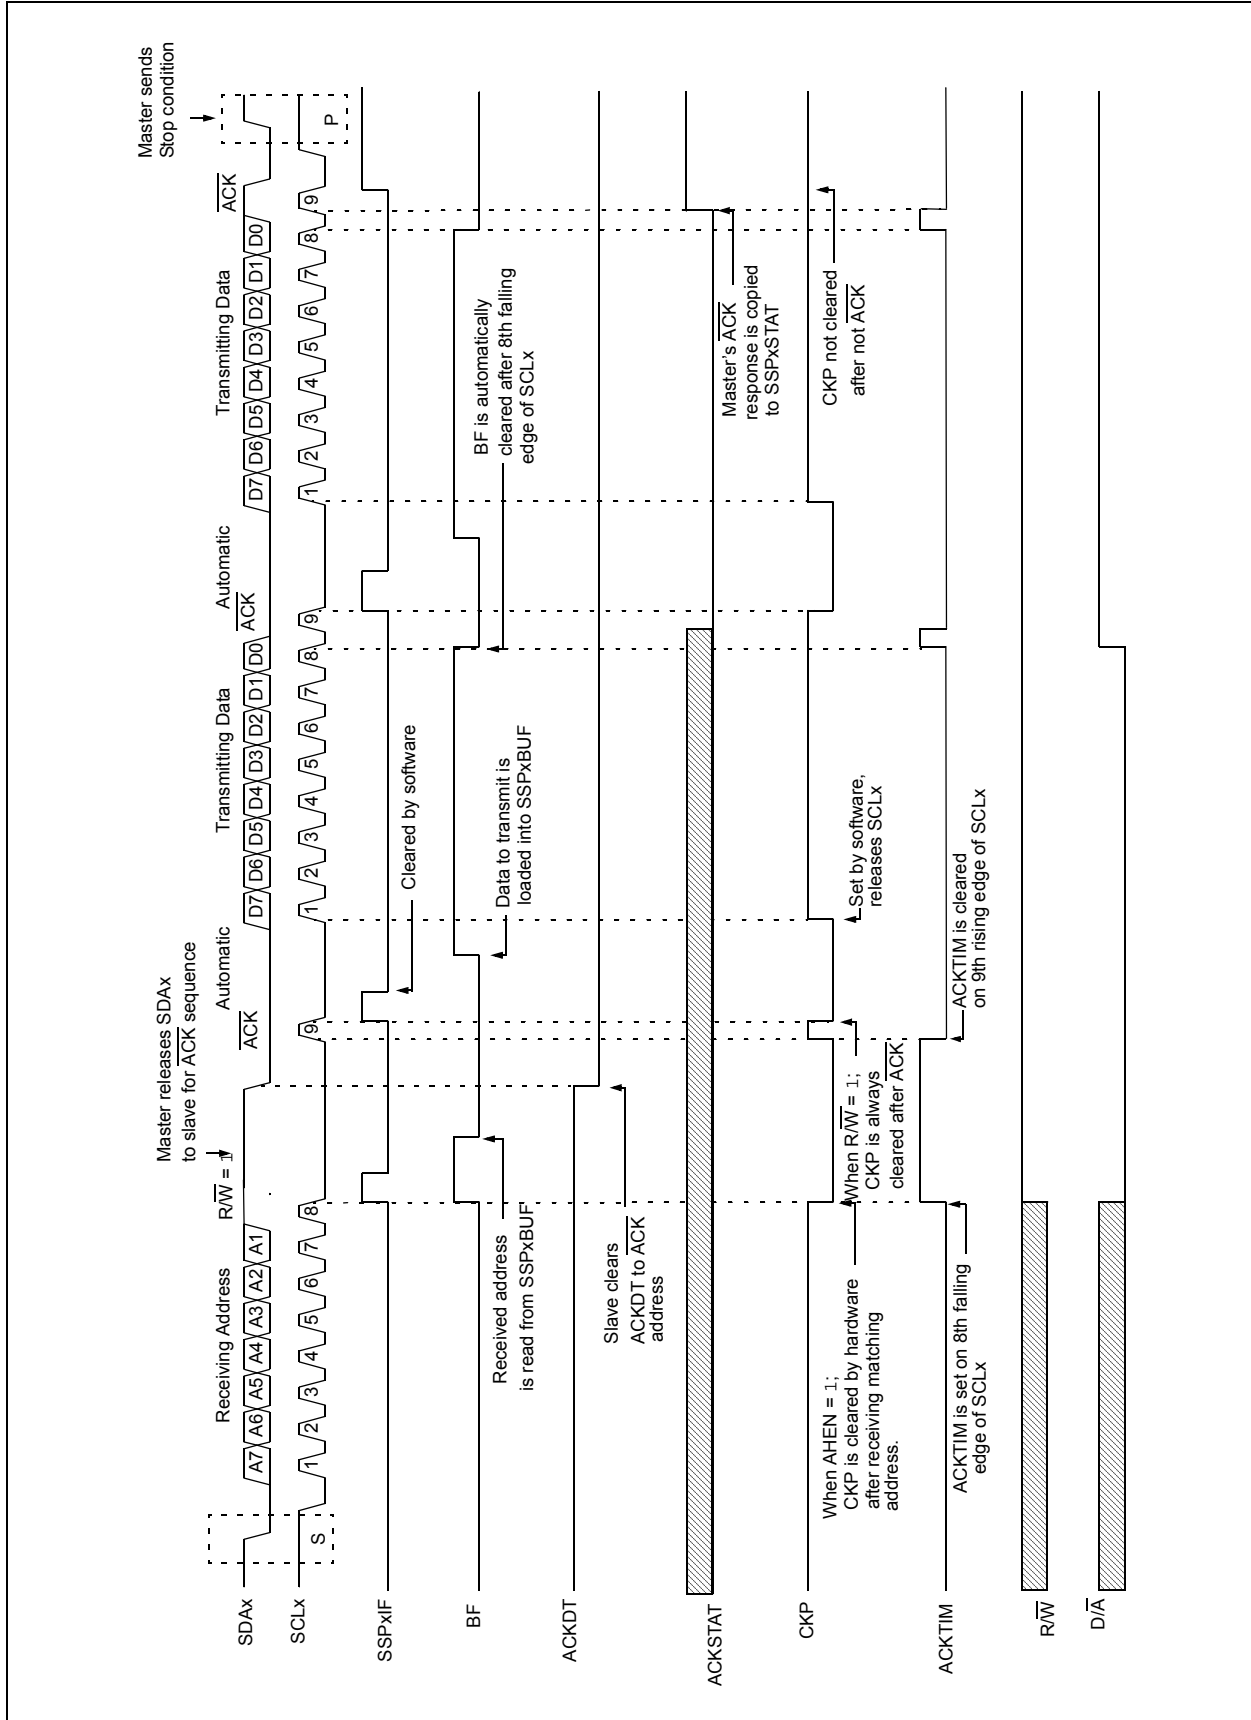 Master releases SDAx
to slave for ACK sequence
Master sends
Stop condition
Receiving Address
R/W = 1
ACK
Automatic
Transmitting Data
ACK
Automatic
Transmitting Data
ACK
SDAx
A7 A6 A5 A4 A3 A2 A1
D7 D6 D5 D4 D3 D2 D1 D0
D7 D6 D5 D4 D3 D2 D1 D0
SCLx
S
1 2 3 4 5 6 7 8 9
1 2 3 4 5 6 7 8 9
1 2 3 4 5 6 7 8 9
P
SSPxIF
Cleared by software
BF
Received address
is read from SSPxBUF
Data to transmit is
loaded into SSPxBUF
BF is automatically
cleared after 8th falling
edge of SCLx
ACKDT
Slave clears
ACKDT to ACK
address
ACKSTAT
Master's ACK
response is copied
to SSPxSTAT
CKP
When AHEN = 1;
CKP is cleared by hardware
after receiving matching
address.
When R/W = 1;
CKP is always
cleared after ACK
Set by software,
releases SCLx
CKP not cleared
after not ACK
ACKTIM
ACKTIM is set on 8th falling
edge of SCLx
ACKTIM is cleared
on 9th rising edge of SCLx
R/W
D/A